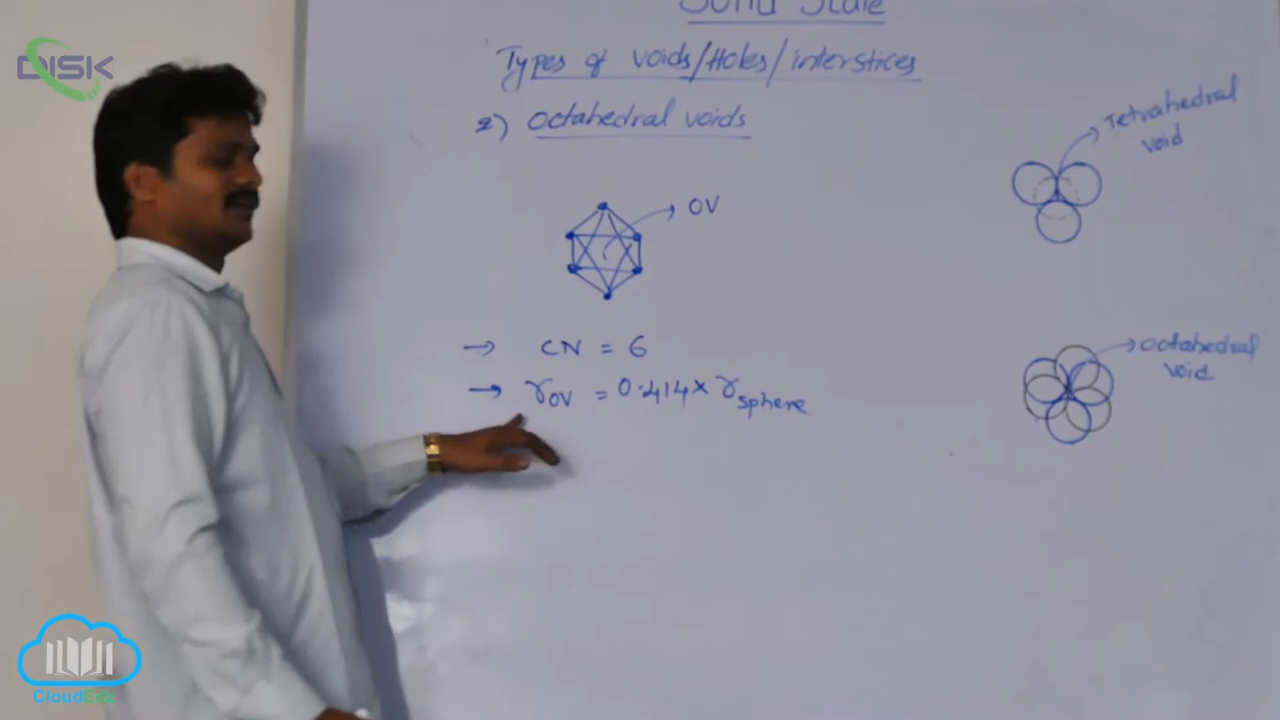 Solid State
Types of voids/Holes/interstices
2) Octahedral voids
OV
→ CN = 6
→ rOV = 0.414 × rsphere
Tetrahedral
void
Octahedral
void
DISK
CloudEdz